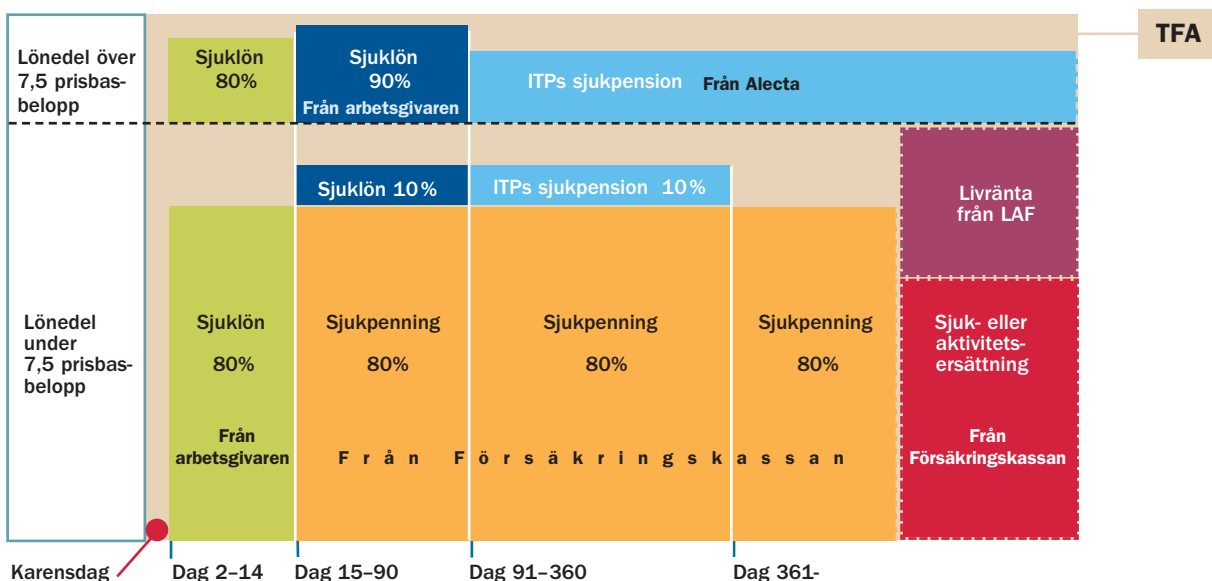 TFA
Lönedel över
7,5 prisbas-
belopp
Sjuklön
80%
Sjuklön
90%
Från arbetsgivaren
ITPs sjukpension Från Alecta
Sjuklön 10%
ITPs sjukpension 10%
Livränta
från LAF
Lönedel
under
7,5 prisbas-
belopp
Sjuklön
80%
Från
arbetsgivaren
Sjukpenning
80%
Sjukpenning
80%
Sjukpenning
80%
Från Försäkringskassan
Sjuk- eller
aktivitets-
ersättning
Från
Försäkringskassan
Karensdag
Dag 2–14
Dag 15–90
Dag 91–360
Dag 361-